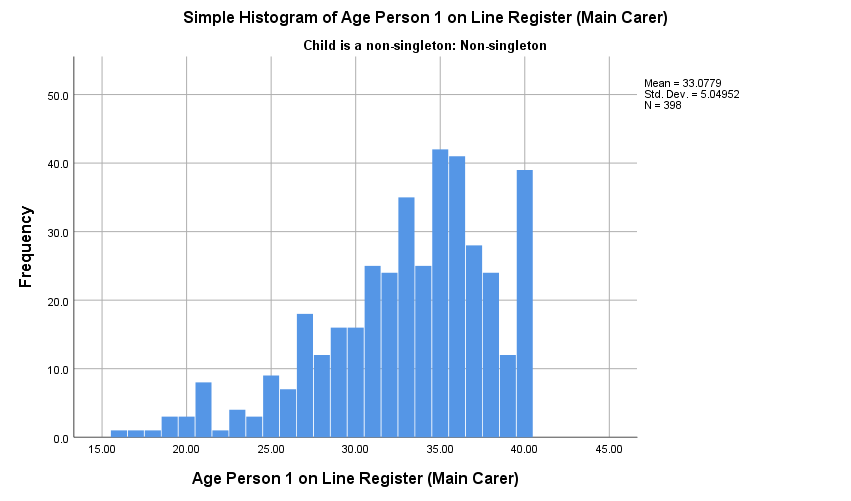 Simple Histogram of Age Person 1 on Line Register (Main Carer)
Child is a non-singleton: Non-singleton
Mean = 33.0779
Std. Dev. = 5.04952
N = 398
Frequency
50.0
40.0
30.0
20.0
10.0
0.0
15.00 20.00 25.00 30.00 35.00 40.00 45.00
Age Person 1 on Line Register (Main Carer)